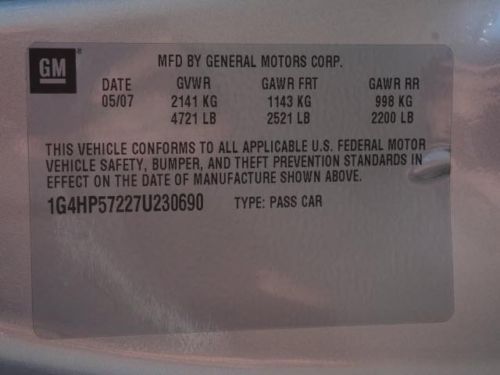 GM®
MFD BY GENERAL MOTORS CORP.
DATE GVWR GAWR FRT GAWR RR
05/07 2141 KG 1143 KG 998 KG
4721 LB 2521 LB 2200 LB
THIS VEHICLE CONFORMS TO ALL APPLICABLE U.S. FEDERAL MOTOR
VEHICLE SAFETY, BUMPER, AND THEFT PREVENTION STANDARDS IN
EFFECT ON THE DATE OF MANUFACTURE SHOWN ABOVE.
1G4HP57227U230690 TYPE: PASS CAR